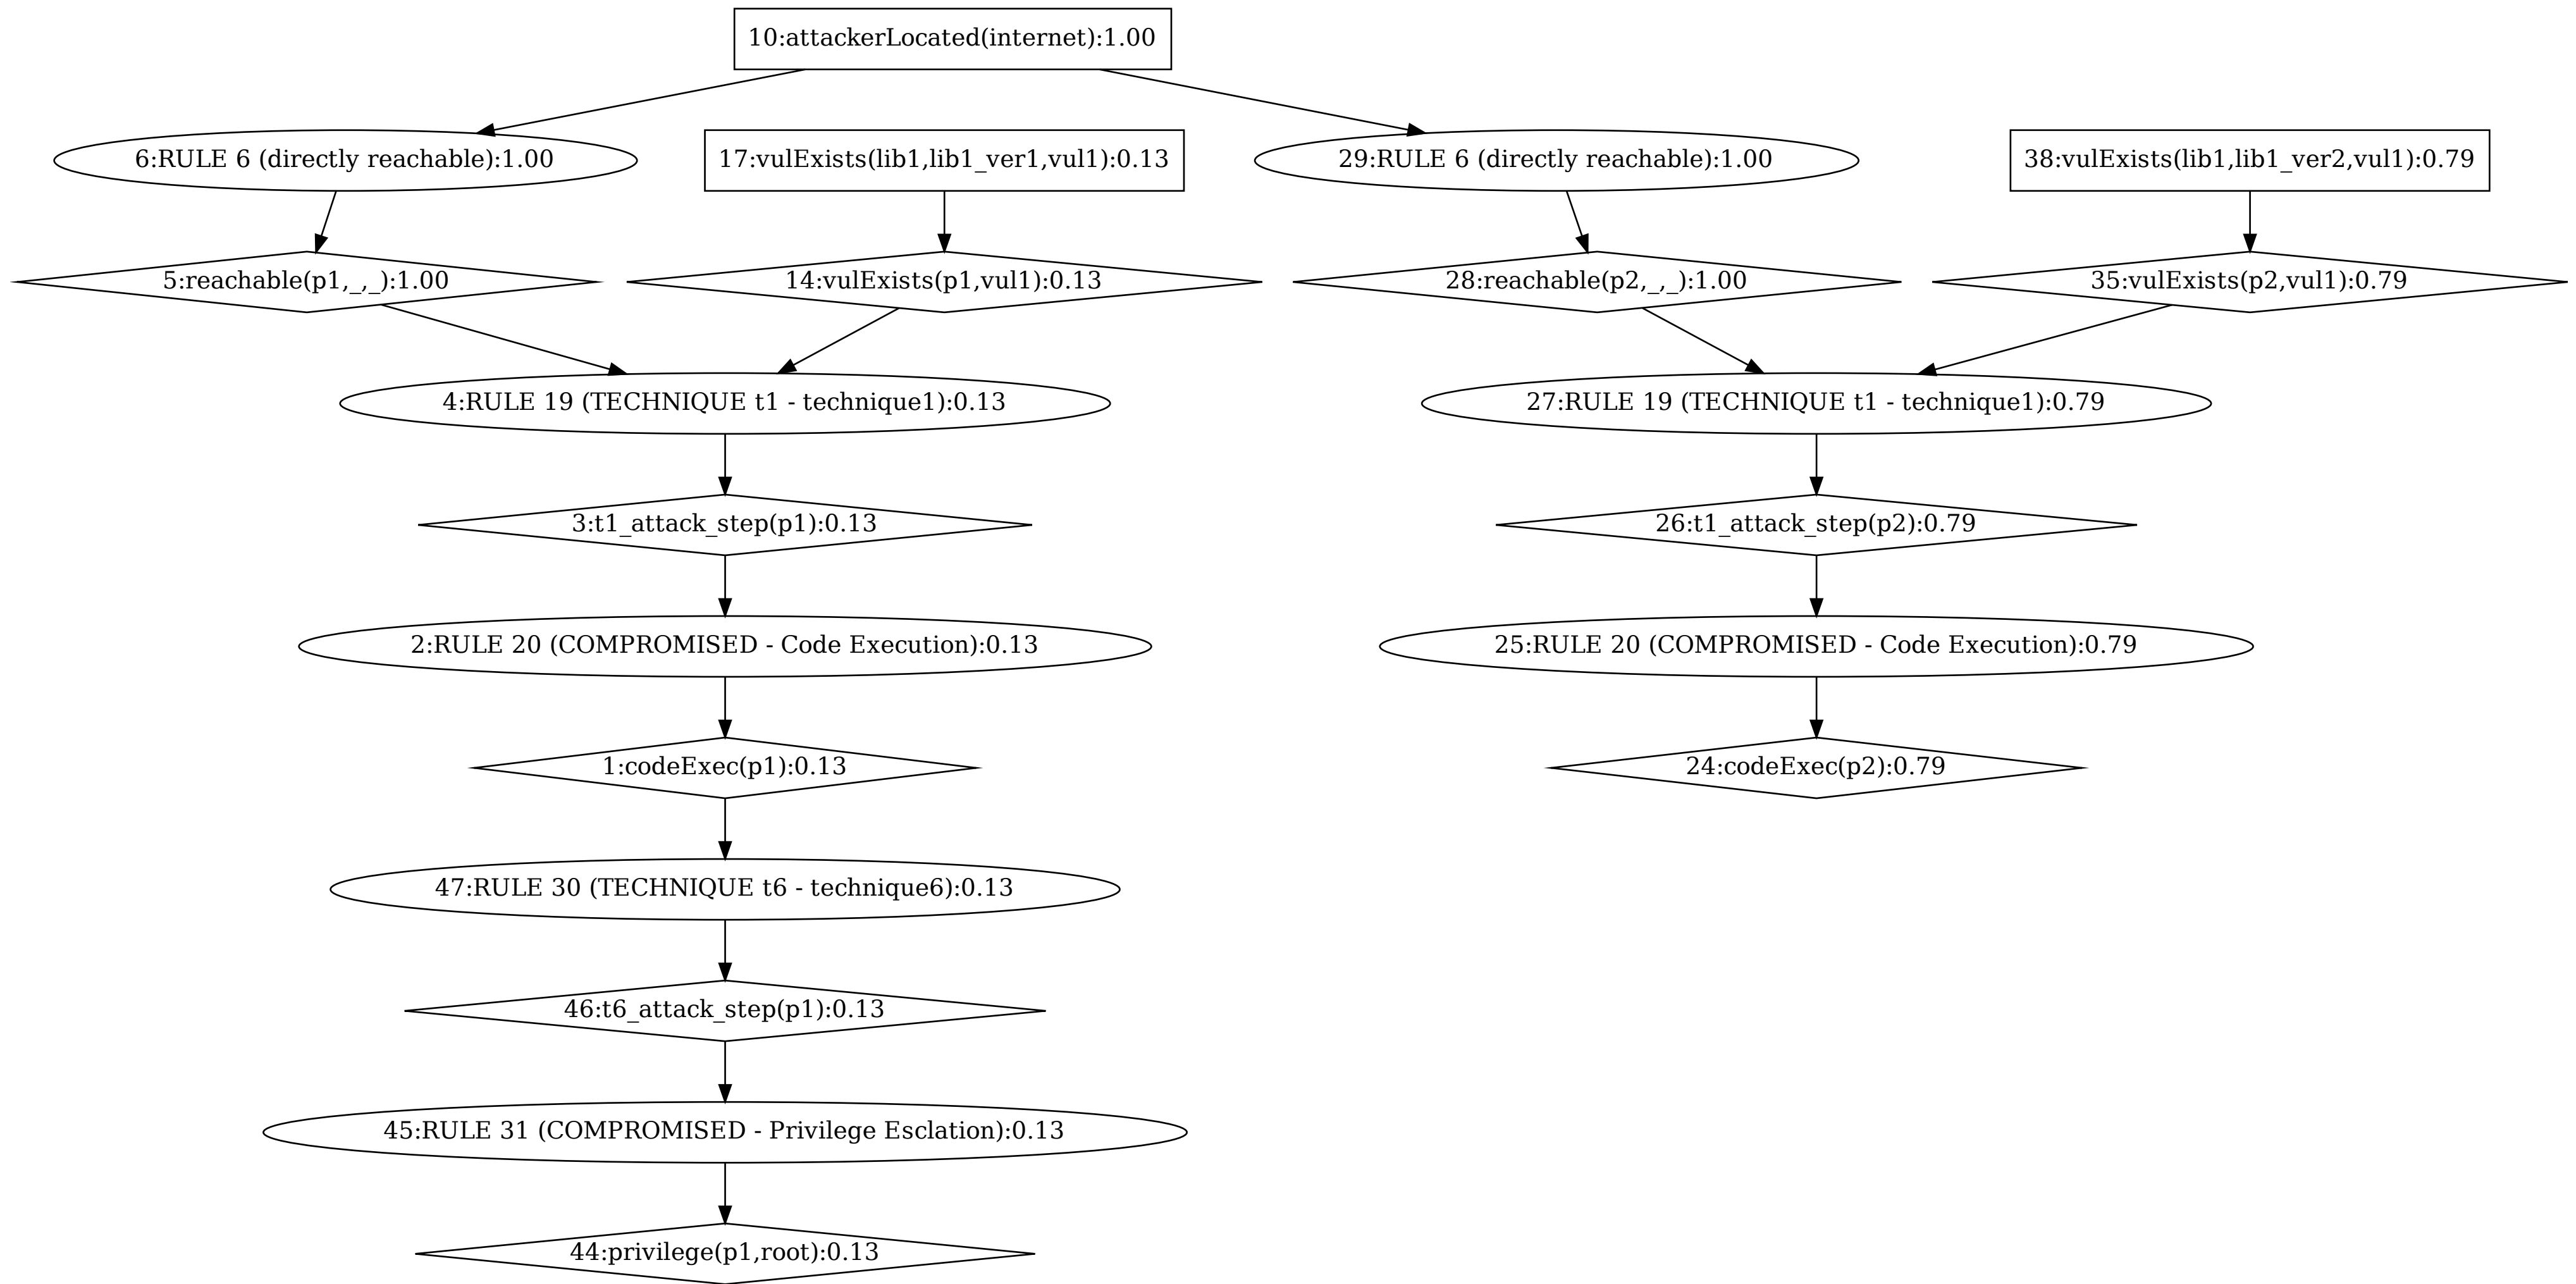 10:attackerLocated(internet):1.00
6:RULE 6 (directly reachable):1.00
17:vulExists(lib1,lib1_ver1,vul1):0.13
29:RULE 6 (directly reachable):1.00
38:vulExists(lib1,lib1_ver2,vul1):0.79
5:reachable(p1,_,_):1.00
14:vulExists(p1,vul1):0.13
28:reachable(p2,_,_):1.00
35:vulExists(p2,vul1):0.79
4:RULE 19 (TECHNIQUE t1 - technique1):0.13
27:RULE 19 (TECHNIQUE t1 - technique1):0.79
3:t1_attack_step(p1):0.13
26:t1_attack_step(p2):0.79
2:RULE 20 (COMPROMISED - Code Execution):0.13
25:RULE 20 (COMPROMISED - Code Execution):0.79
1:codeExec(p1):0.13
24:codeExec(p2):0.79
47:RULE 30 (TECHNIQUE t6 - technique6):0.13
46:t6_attack_step(p1):0.13
45:RULE 31 (COMPROMISED - Privilege Esclation):0.13
44:privilege(p1,root):0.13